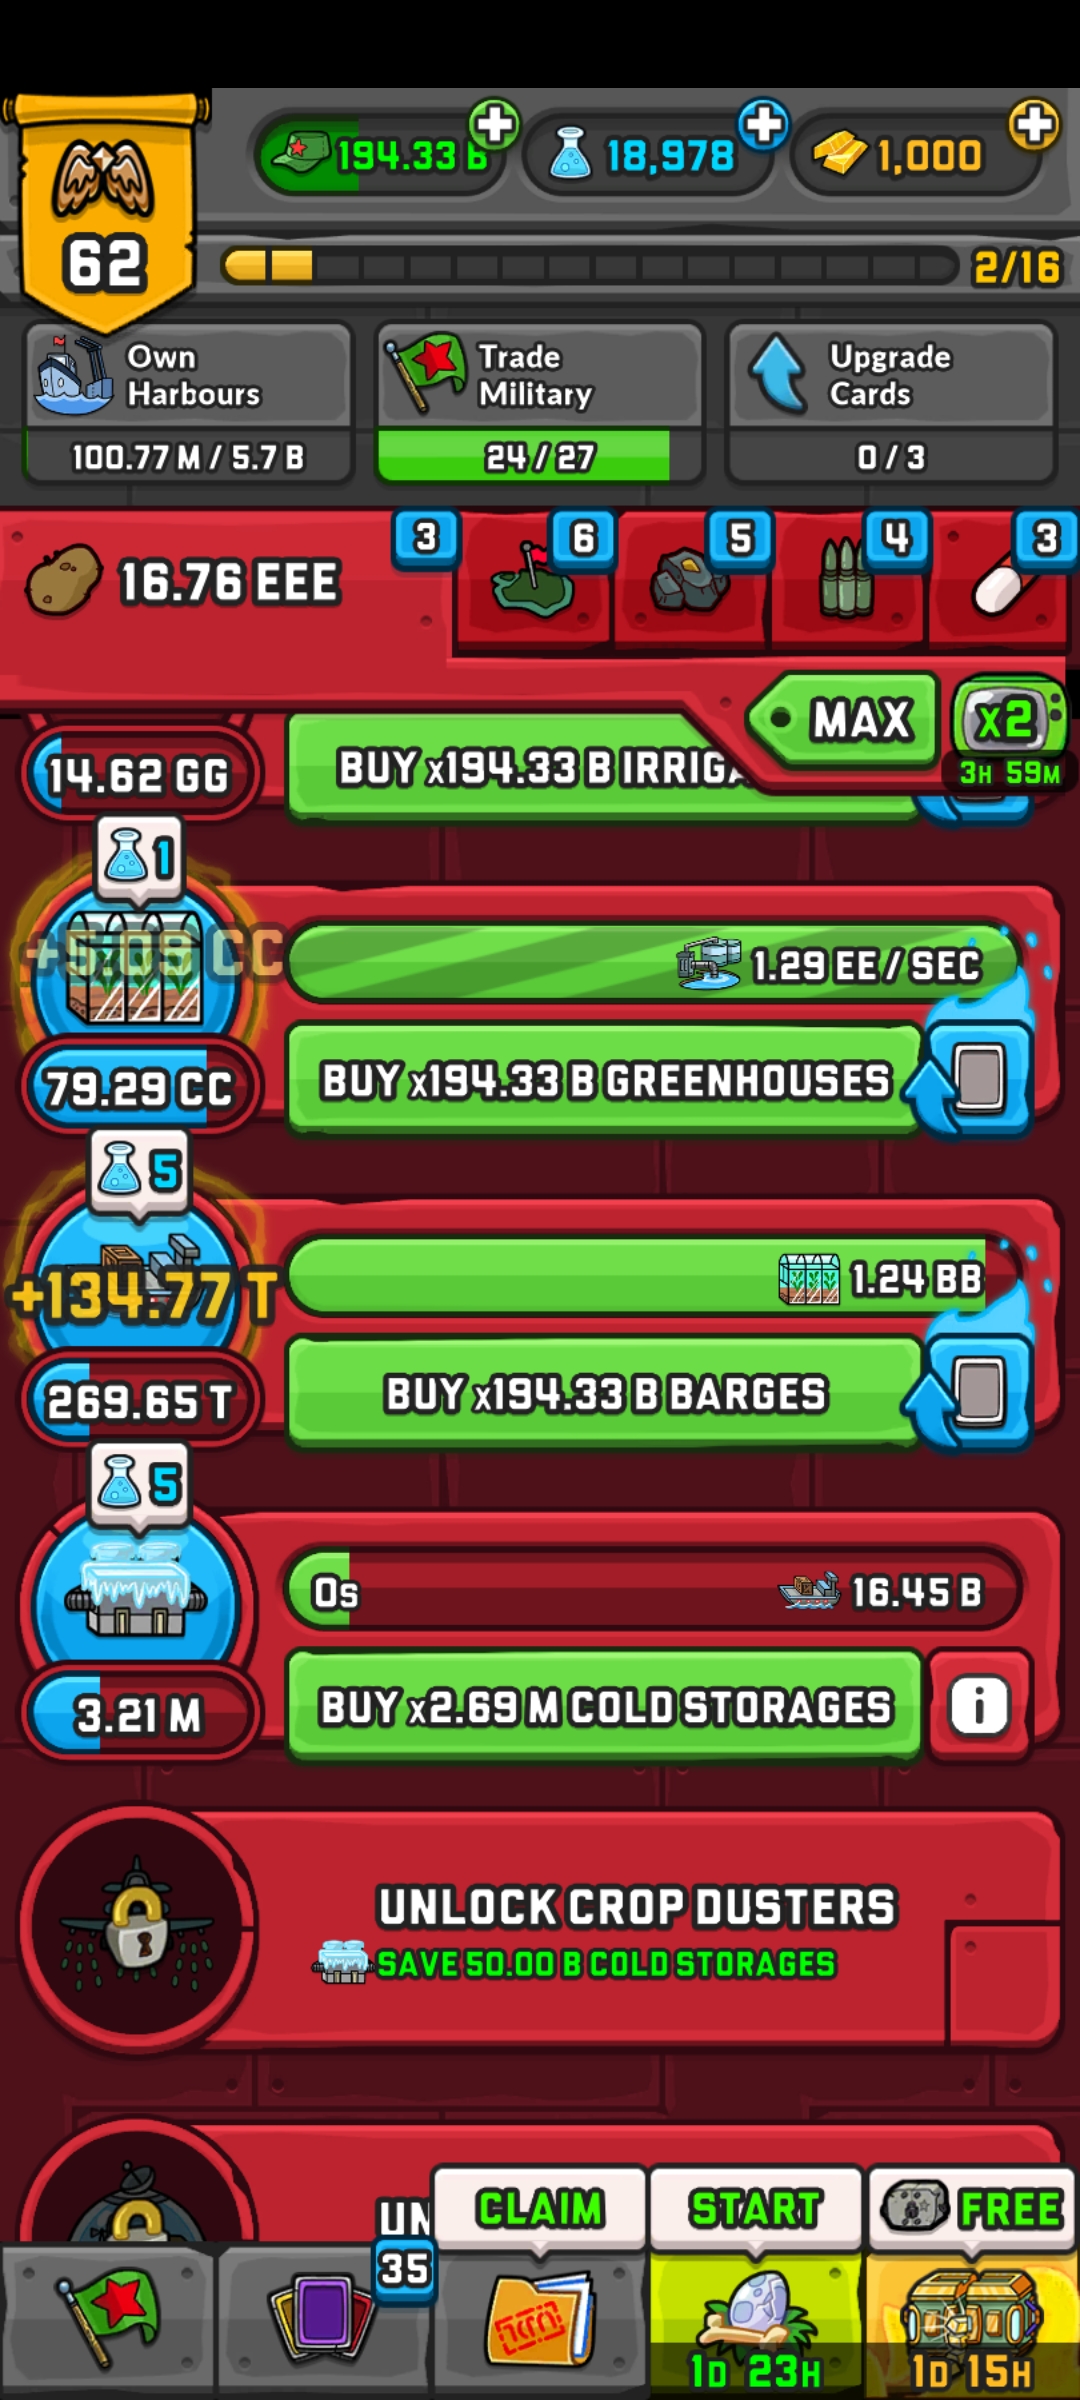 194.33 B
18,978
1,000
62
2/16
Own
Harbours
100.77 M / 5.7 B
Trade
Military
24 / 27
Upgrade
Cards
0 / 3
16.76 EEE
3
6
5
4
3
MAX
x2
3H 59M
14.62 GG
BUY x194.33 B IRRIGA
1
+5.09 CC
1.29 EE / SEC
79.29 CC
BUY x194.33 B GREENHOUSES
5
+134.77 T
1.24 BB
269.65 T
BUY x194.33 B BARGES
5
0s
16.45 B
3.21 M
BUY x2.69 M COLD STORAGES
i
UNLOCK CROP DUSTERS
SAVE 50.00 B COLD STORAGES
UN
CLAIM
START
FREE
35
1D 23H
1D 15H